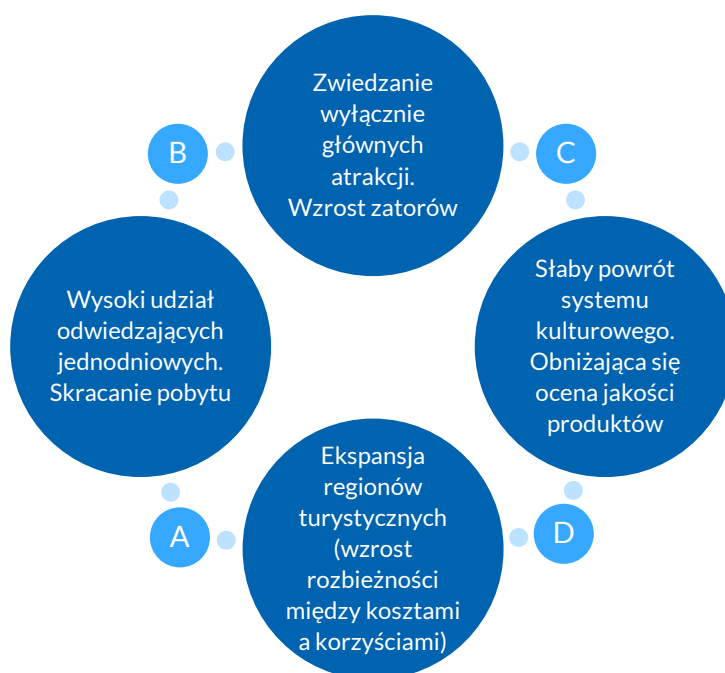 Zwiedzanie
wyłącznie
głównych
atrakcji.
Wzrost zatorów
B
C
Wysoki udział
odwiedzających
jednodniowych.
Skracanie pobytu
Słaby powrót
systemu
kulturowego.
Obniżająca się
ocena jakości
produktów
Ekspansja
regionów
turystycznych
(wzrost
rozbieżności
między kosztami
a korzyściami)
A
D